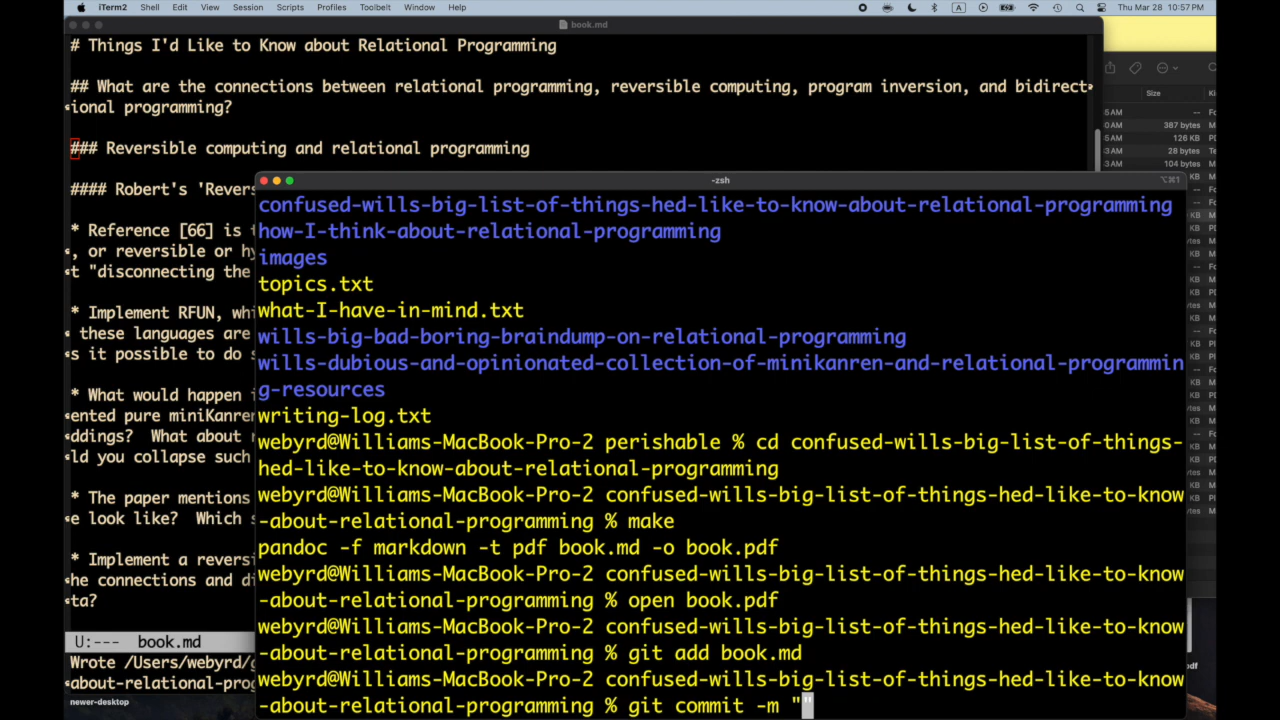 iTerm2 Shell Edit View Session Scripts Profiles Toolbelt Window Help A Thu Mar 28 10:57 PM
book.md
# Things I'd Like to Know about Relational Programming
## What are the connections between relational programming, reversible computing, program inversion, and bidirect
ional programming?
### Reversible computing and relational programming
#### Robert's 'Revers
* Reference [66] is t
, or reversible or hy
t "disconnecting the
* Implement RFUN, whi
these languages are
s it possible to do s
* What would happen i
ented pure miniKanren
ddings? What about
ld you collapse such
* The paper mentions
e look like? Which s
* Implement a reversi
he connections and di
ta?
U:--- book.md
Wrote /Users/webyrd/g
about-relational-prog
newer-desktop
-zsh
⌥⌘1
confused-wills-big-list-of-things-hed-like-to-know-about-relational-programming
how-I-think-about-relational-programming
images
topics.txt
what-I-have-in-mind.txt
wills-big-bad-boring-braindump-on-relational-programming
wills-dubious-and-opinionated-collection-of-minikanren-and-relational-programmin
g-resources
writing-log.txt
webyrd@Williams-MacBook-Pro-2 perishable % cd confused-wills-big-list-of-things-
hed-like-to-know-about-relational-programming
webyrd@Williams-MacBook-Pro-2 confused-wills-big-list-of-things-hed-like-to-know
-about-relational-programming % make
pandoc -f markdown -t pdf book.md -o book.pdf
webyrd@Williams-MacBook-Pro-2 confused-wills-big-list-of-things-hed-like-to-know
-about-relational-programming % open book.pdf
webyrd@Williams-MacBook-Pro-2 confused-wills-big-list-of-things-hed-like-to-know
-about-relational-programming % git add book.md
webyrd@Williams-MacBook-Pro-2 confused-wills-big-list-of-things-hed-like-to-know
-about-relational-programming % git commit -m ""
Size
387 bytes
126 KB
28 bytes
104 bytes